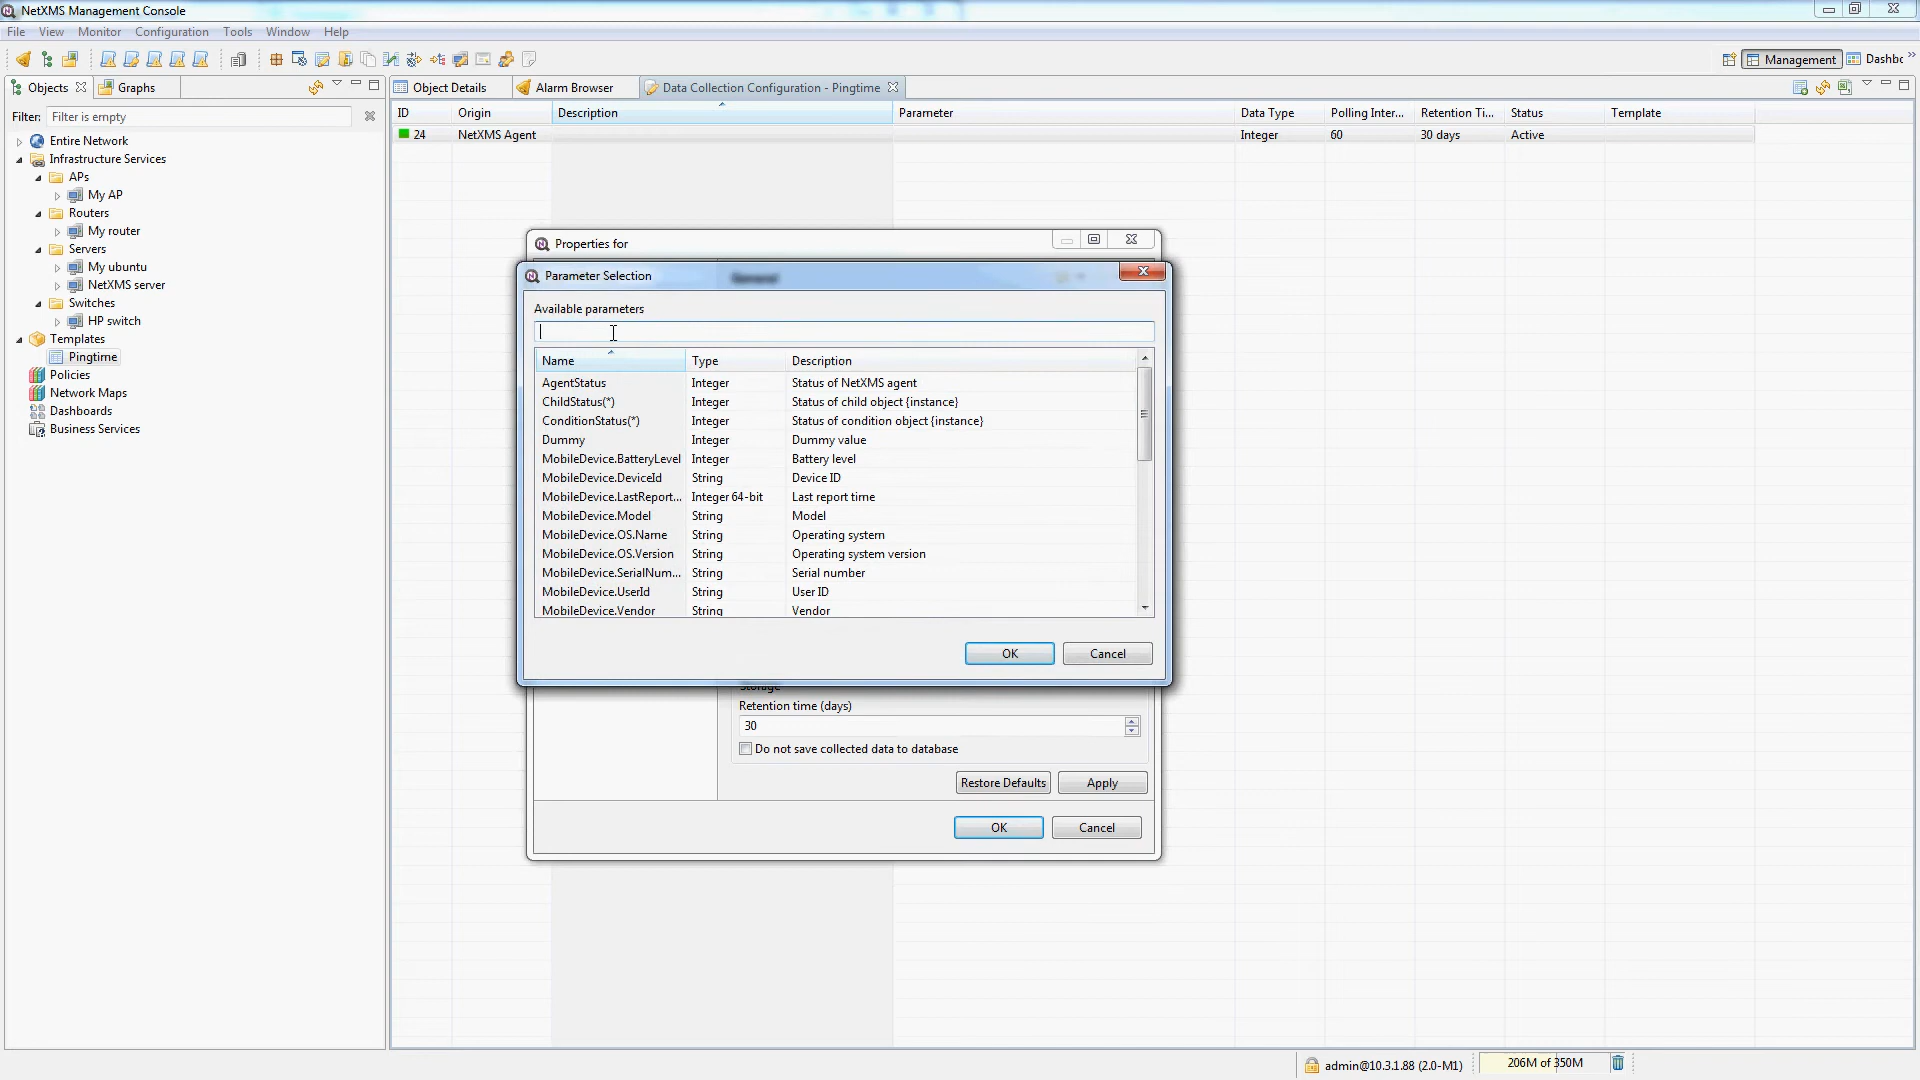 NetXMS Management Console
File View Monitor Configuration Tools Window Help
Management Dashbc
Objects Graphs
Object Details Alarm Browser Data Collection Configuration - Pingtime
Filter: Filter is empty
ID Origin Description Parameter Data Type Polling Inter... Retention Ti... Status Template
24 NetXMS Agent Integer 60 30 days Active
Entire Network
Infrastructure Services
APs
My AP
Routers
My router
Servers
My ubuntu
NetXMS server
Switches
HP switch
Templates
Pingtime
Policies
Network Maps
Dashboards
Business Services
Properties for
Parameter Selection
General
Available parameters
Name Type Description
AgentStatus Integer Status of NetXMS agent
ChildStatus(*) Integer Status of child object {instance}
ConditionStatus(*) Integer Status of condition object {instance}
Dummy Integer Dummy value
MobileDevice.BatteryLevel Integer Battery level
MobileDevice.DeviceId String Device ID
MobileDevice.LastReport... Integer 64-bit Last report time
MobileDevice.Model String Model
MobileDevice.OS.Name String Operating system
MobileDevice.OS.Version String Operating system version
MobileDevice.SerialNum... String Serial number
MobileDevice.UserId String User ID
MobileDevice.Vendor String Vendor
OK Cancel
Storage
Retention time (days)
30
Do not save collected data to database
Restore Defaults Apply
OK Cancel
admin@10.3.1.88 (2.0-M1) 206M of 350M